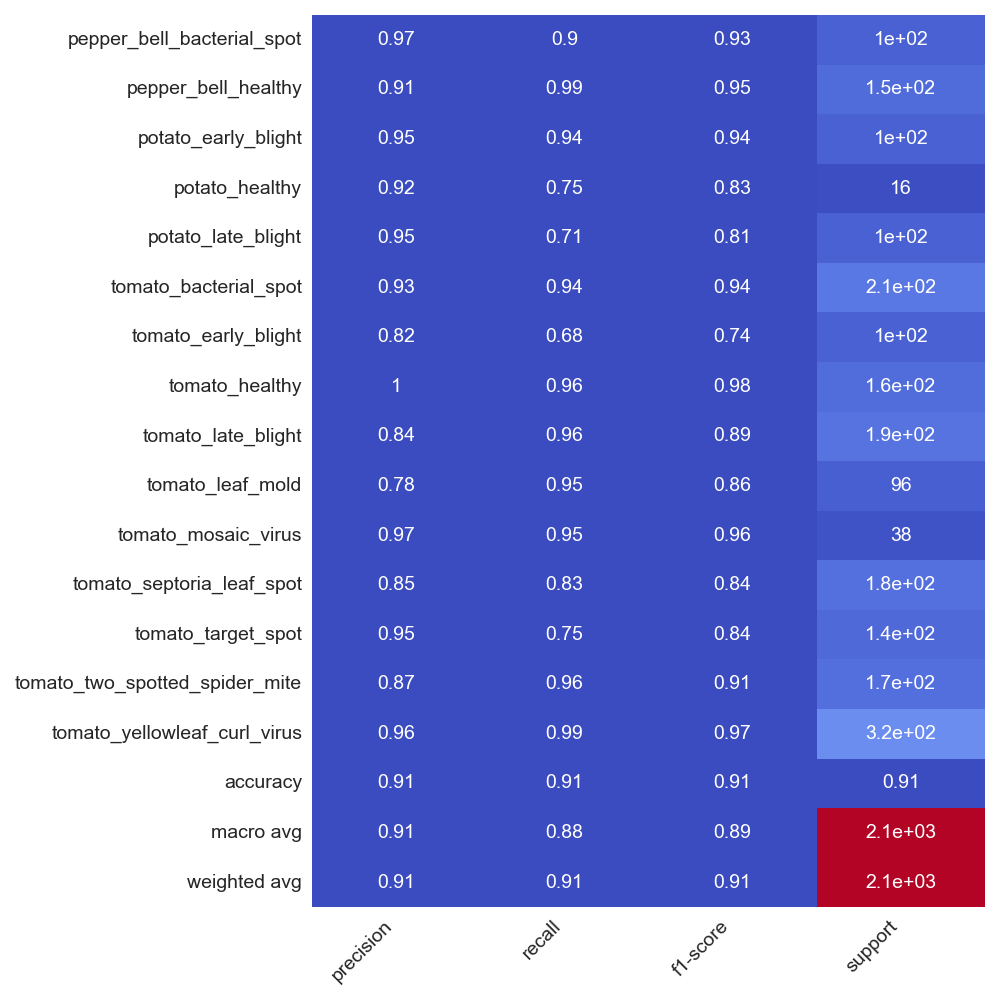 pepper_bell_bacterial_spot 0.97 0.9 0.93 1e+02
pepper_bell_healthy 0.91 0.99 0.95 1.5e+02
potato_early_blight 0.95 0.94 0.94 1e+02
potato_healthy 0.92 0.75 0.83 16
potato_late_blight 0.95 0.71 0.81 1e+02
tomato_bacterial_spot 0.93 0.94 0.94 2.1e+02
tomato_early_blight 0.82 0.68 0.74 1e+02
tomato_healthy 1 0.96 0.98 1.6e+02
tomato_late_blight 0.84 0.96 0.89 1.9e+02
tomato_leaf_mold 0.78 0.95 0.86 96
tomato_mosaic_virus 0.97 0.95 0.96 38
tomato_septoria_leaf_spot 0.85 0.83 0.84 1.8e+02
tomato_target_spot 0.95 0.75 0.84 1.4e+02
tomato_two_spotted_spider_mite 0.87 0.96 0.91 1.7e+02
tomato_yellowleaf_curl_virus 0.96 0.99 0.97 3.2e+02
accuracy 0.91 0.91 0.91 0.91
macro avg 0.91 0.88 0.89 2.1e+03
weighted avg 0.91 0.91 0.91 2.1e+03
precision recall f1-score support